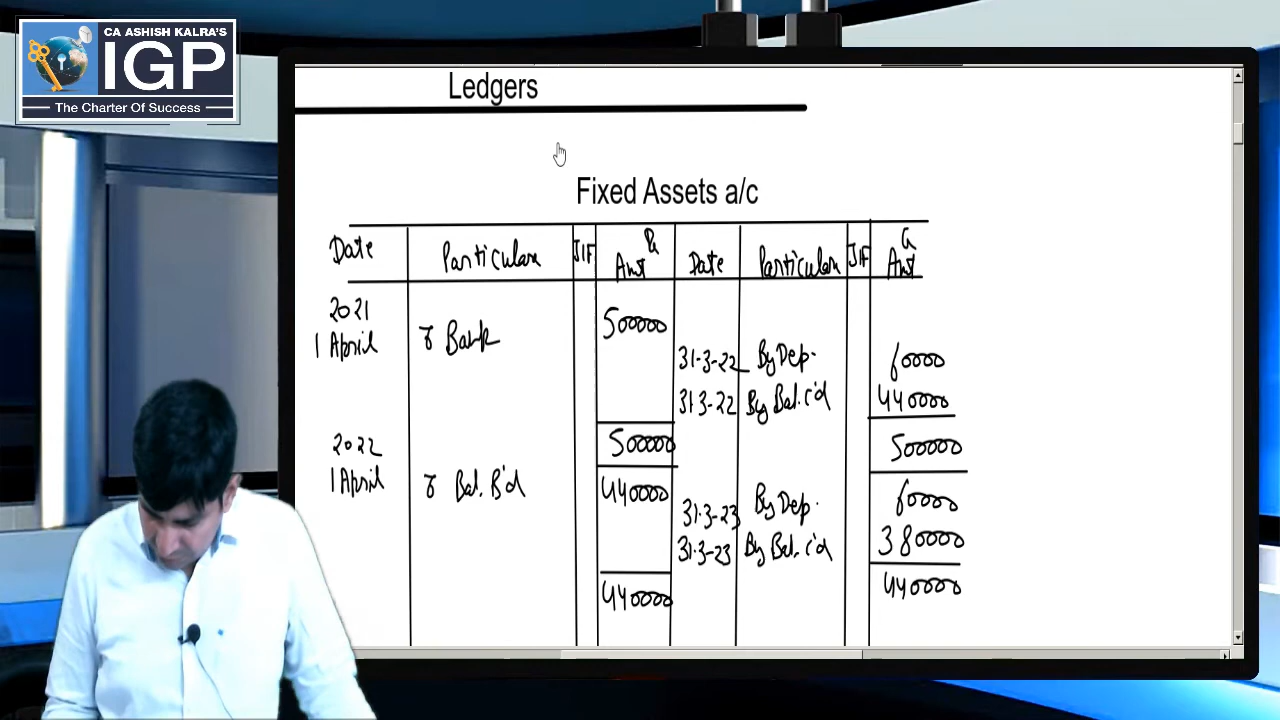 CA ASHISH KALRA'S
IGP
The Charter Of Success
Ledgers
Fixed Assets a/c
Date Particulars J/F Amt Date Particulars J/F Amt
2021
1 April To Bank 500000
31-3-22 By Dep. 60000
31-3-22 By Bal. c/d 440000
500000 500000
2022
1 April To Bal. B/d 440000
31-3-23 By Dep. 60000
31-3-23 By Bal. c/d 380000
440000 440000